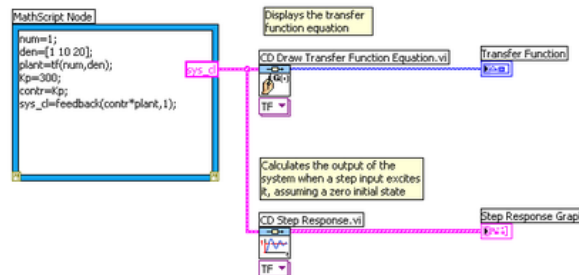 MathScript Node
num=1;
den=[1 10 20];
plant=tf(num,den);
Kp=300;
contr=Kp;
sys_cl=feedback(contr*plant,1);
sys_cl
Displays the transfer
function equation
CD Draw Transfer Function Equation.vi
TF
Transfer Function
Calculates the output of the
system when a step input excites
it, assuming a zero initial state
CD Step Response.vi
TF
Step Response Graph